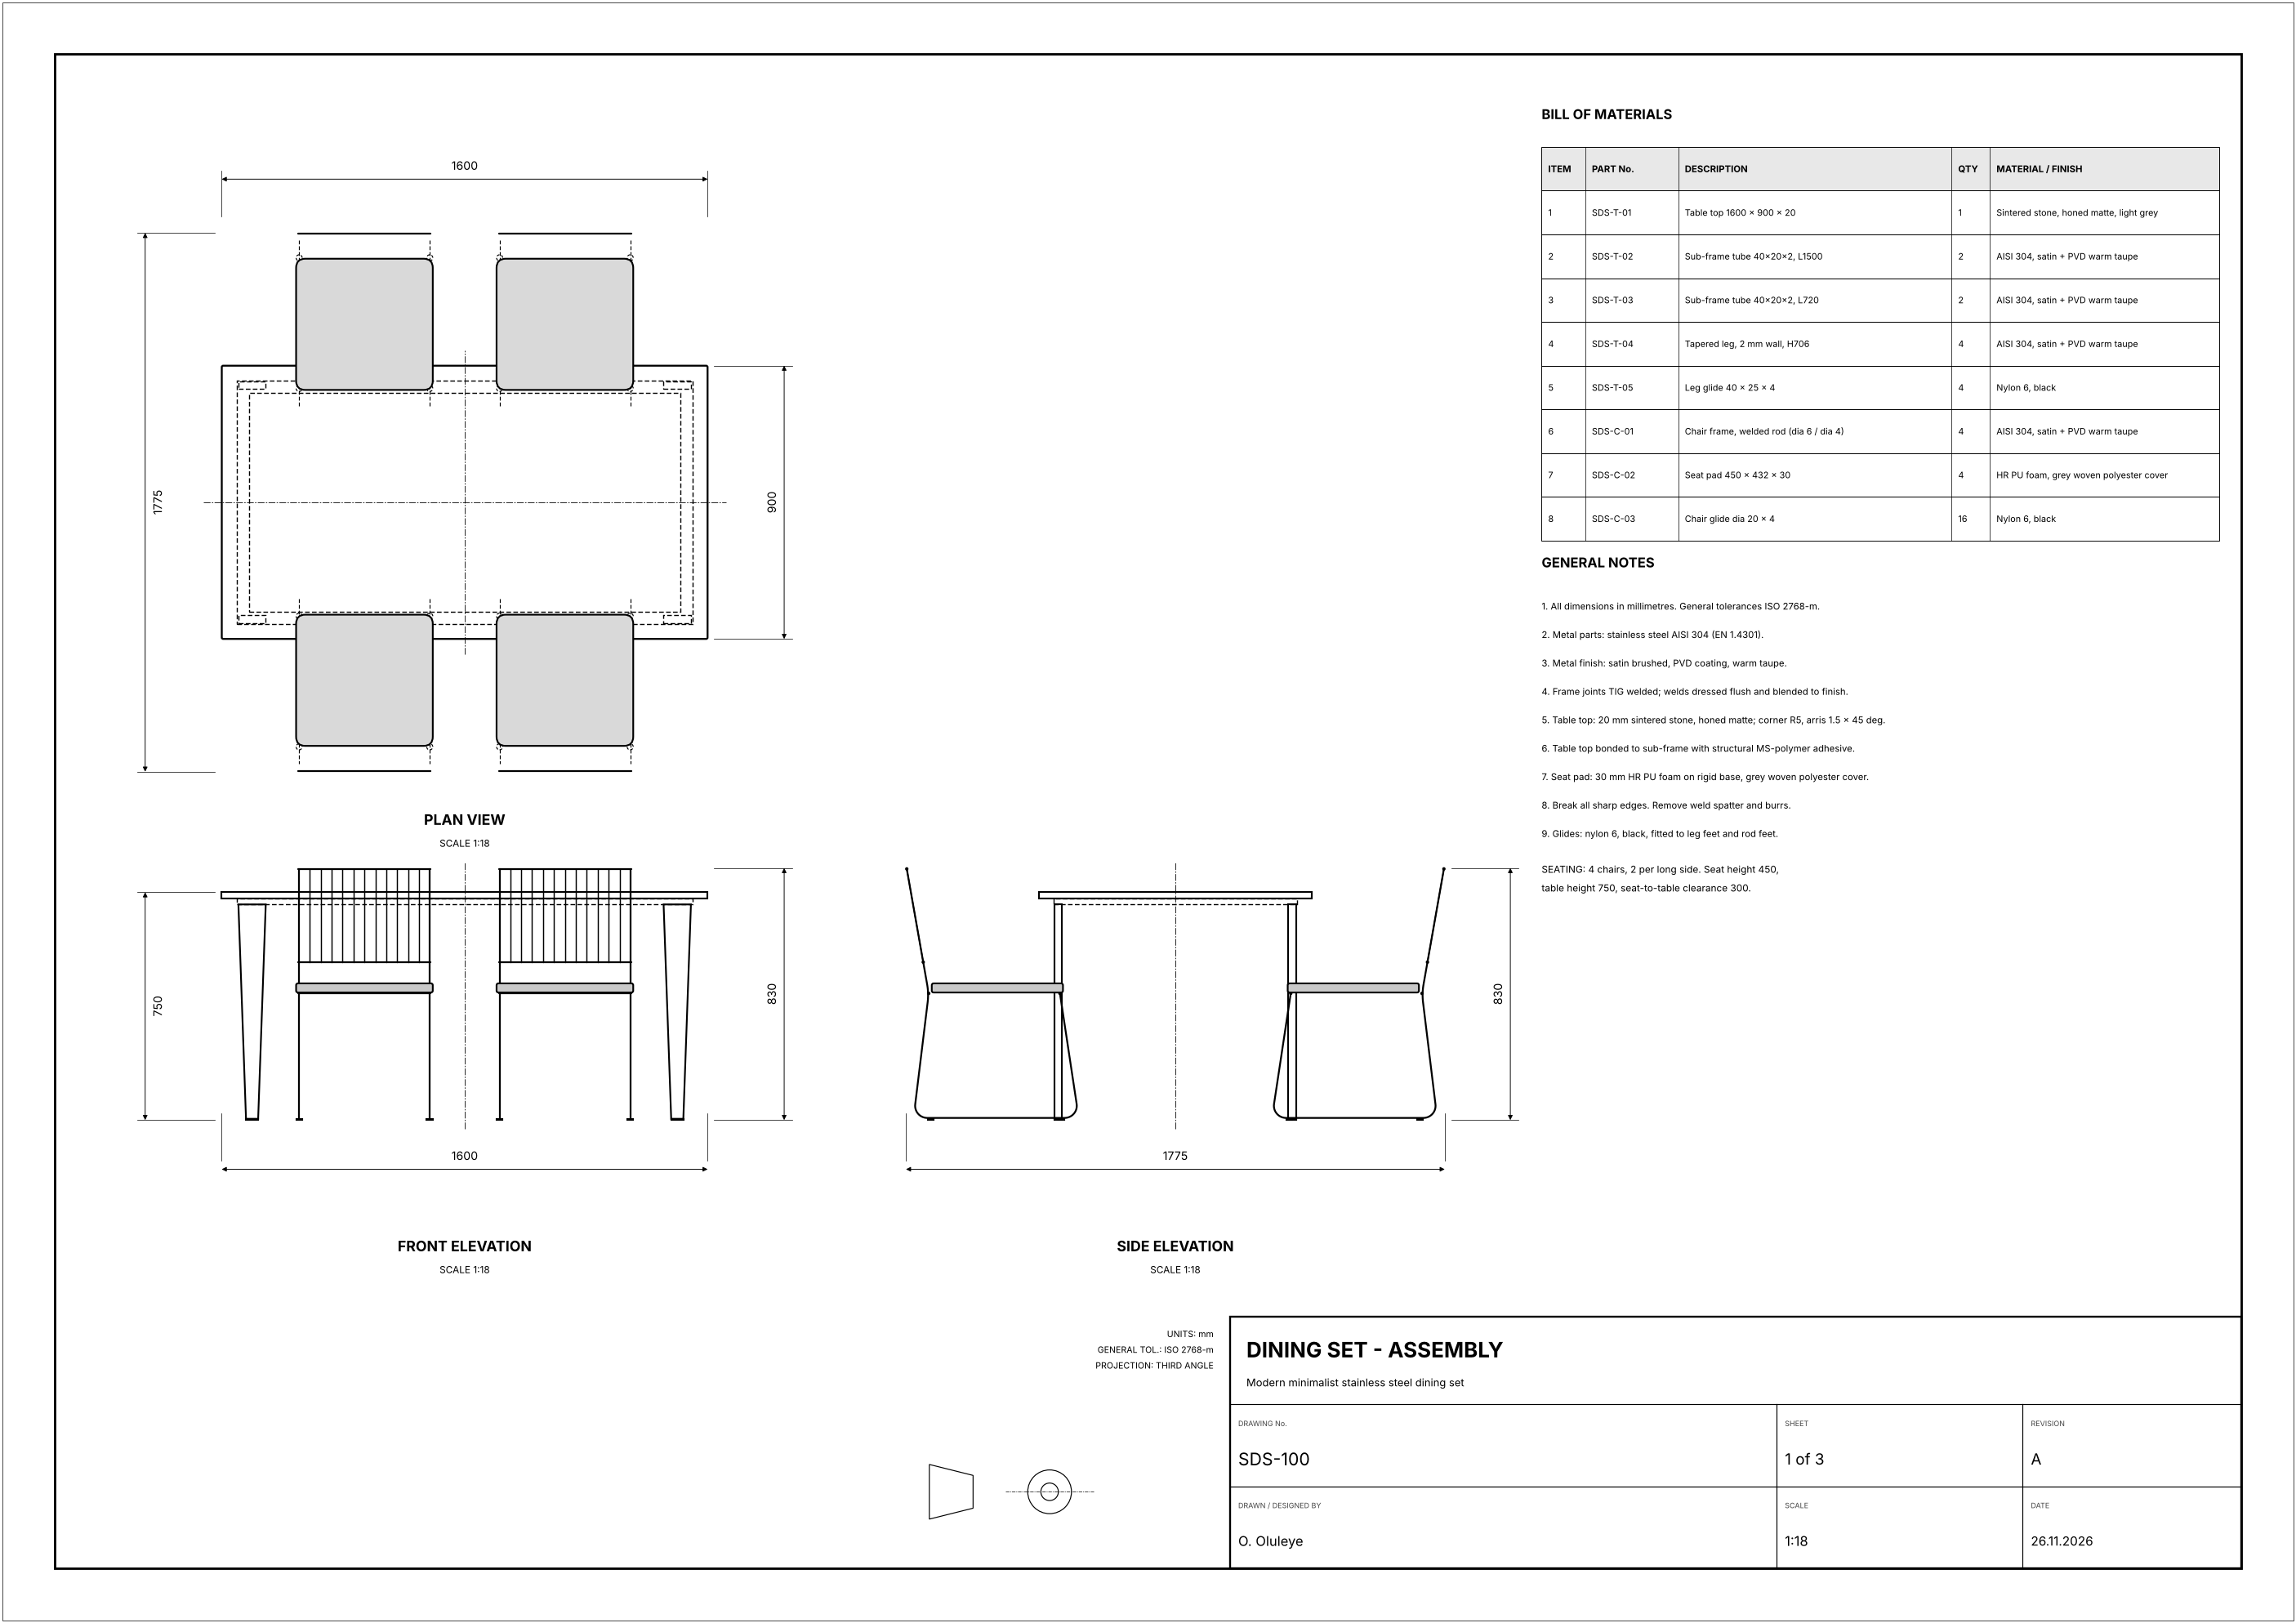 BILL OF MATERIALS
ITEM PART No. DESCRIPTION QTY MATERIAL / FINISH
1 SDS-T-01 Table top 1600 × 900 × 20 1 Sintered stone, honed matte, light grey
2 SDS-T-02 Sub-frame tube 40×20×2, L1500 2 AISI 304, satin + PVD warm taupe
3 SDS-T-03 Sub-frame tube 40×20×2, L720 2 AISI 304, satin + PVD warm taupe
4 SDS-T-04 Tapered leg, 2 mm wall, H706 4 AISI 304, satin + PVD warm taupe
5 SDS-T-05 Leg glide 40 × 25 × 4 4 Nylon 6, black
6 SDS-C-01 Chair frame, welded rod (dia 6 / dia 4) 4 AISI 304, satin + PVD warm taupe
7 SDS-C-02 Seat pad 450 × 432 × 30 4 HR PU foam, grey woven polyester cover
8 SDS-C-03 Chair glide dia 20 × 4 16 Nylon 6, black
GENERAL NOTES
1. All dimensions in millimetres. General tolerances ISO 2768-m.
2. Metal parts: stainless steel AISI 304 (EN 1.4301).
3. Metal finish: satin brushed, PVD coating, warm taupe.
4. Frame joints TIG welded; welds dressed flush and blended to finish.
5. Table top: 20 mm sintered stone, honed matte; corner R5, arris 1.5 × 45 deg.
6. Table top bonded to sub-frame with structural MS-polymer adhesive.
7. Seat pad: 30 mm HR PU foam on rigid base, grey woven polyester cover.
8. Break all sharp edges. Remove weld spatter and burrs.
9. Glides: nylon 6, black, fitted to leg feet and rod feet.
SEATING: 4 chairs, 2 per long side. Seat height 450,
table height 750, seat-to-table clearance 300.
1600
1775
900
PLAN VIEW
SCALE 1:18
750
830
1600
FRONT ELEVATION
SCALE 1:18
830
1775
SIDE ELEVATION
SCALE 1:18
UNITS: mm
GENERAL TOL.: ISO 2768-m
PROJECTION: THIRD ANGLE
DINING SET - ASSEMBLY
Modern minimalist stainless steel dining set
DRAWING No. SHEET REVISION
SDS-100 1 of 3 A
DRAWN / DESIGNED BY SCALE DATE
O. Oluleye 1:18 26.11.2026